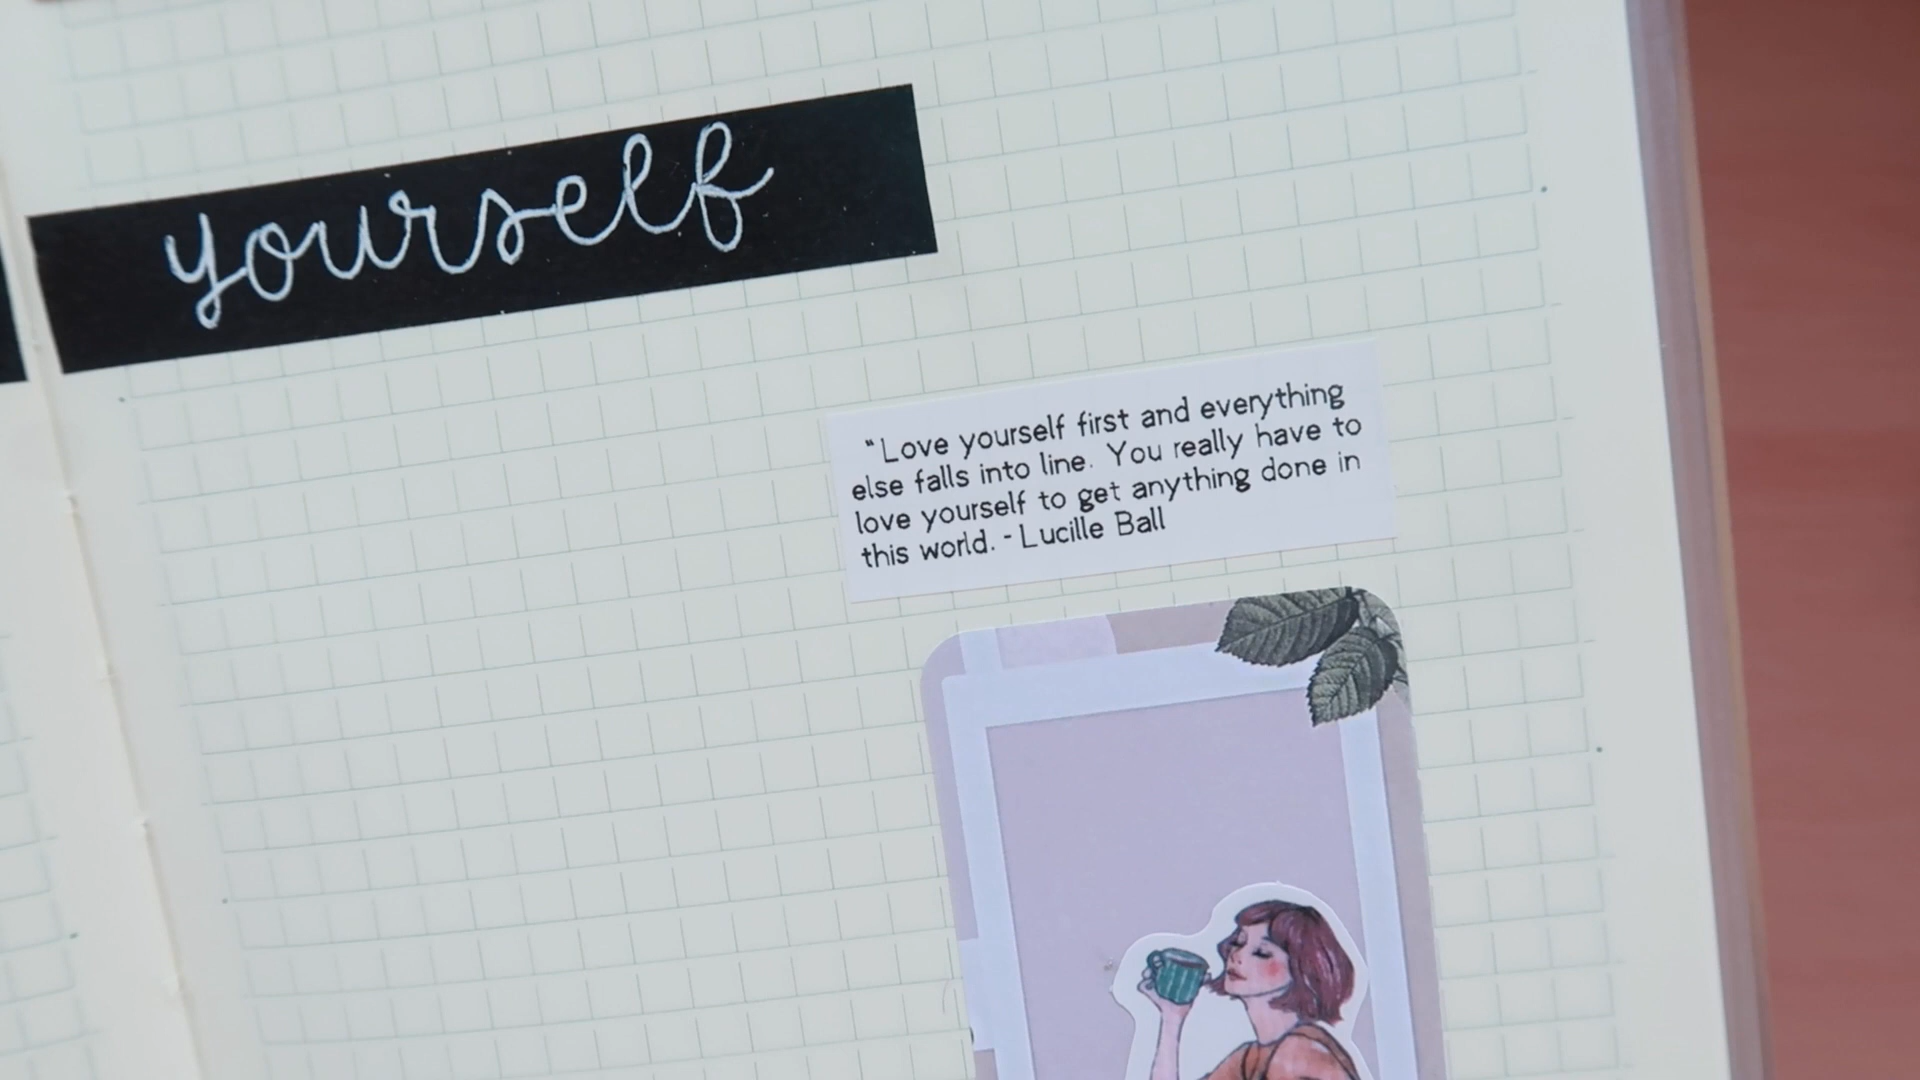 yourself
“Love yourself first and everything
else falls into line. You really have to
love yourself to get anything done in
this world. - Lucille Ball